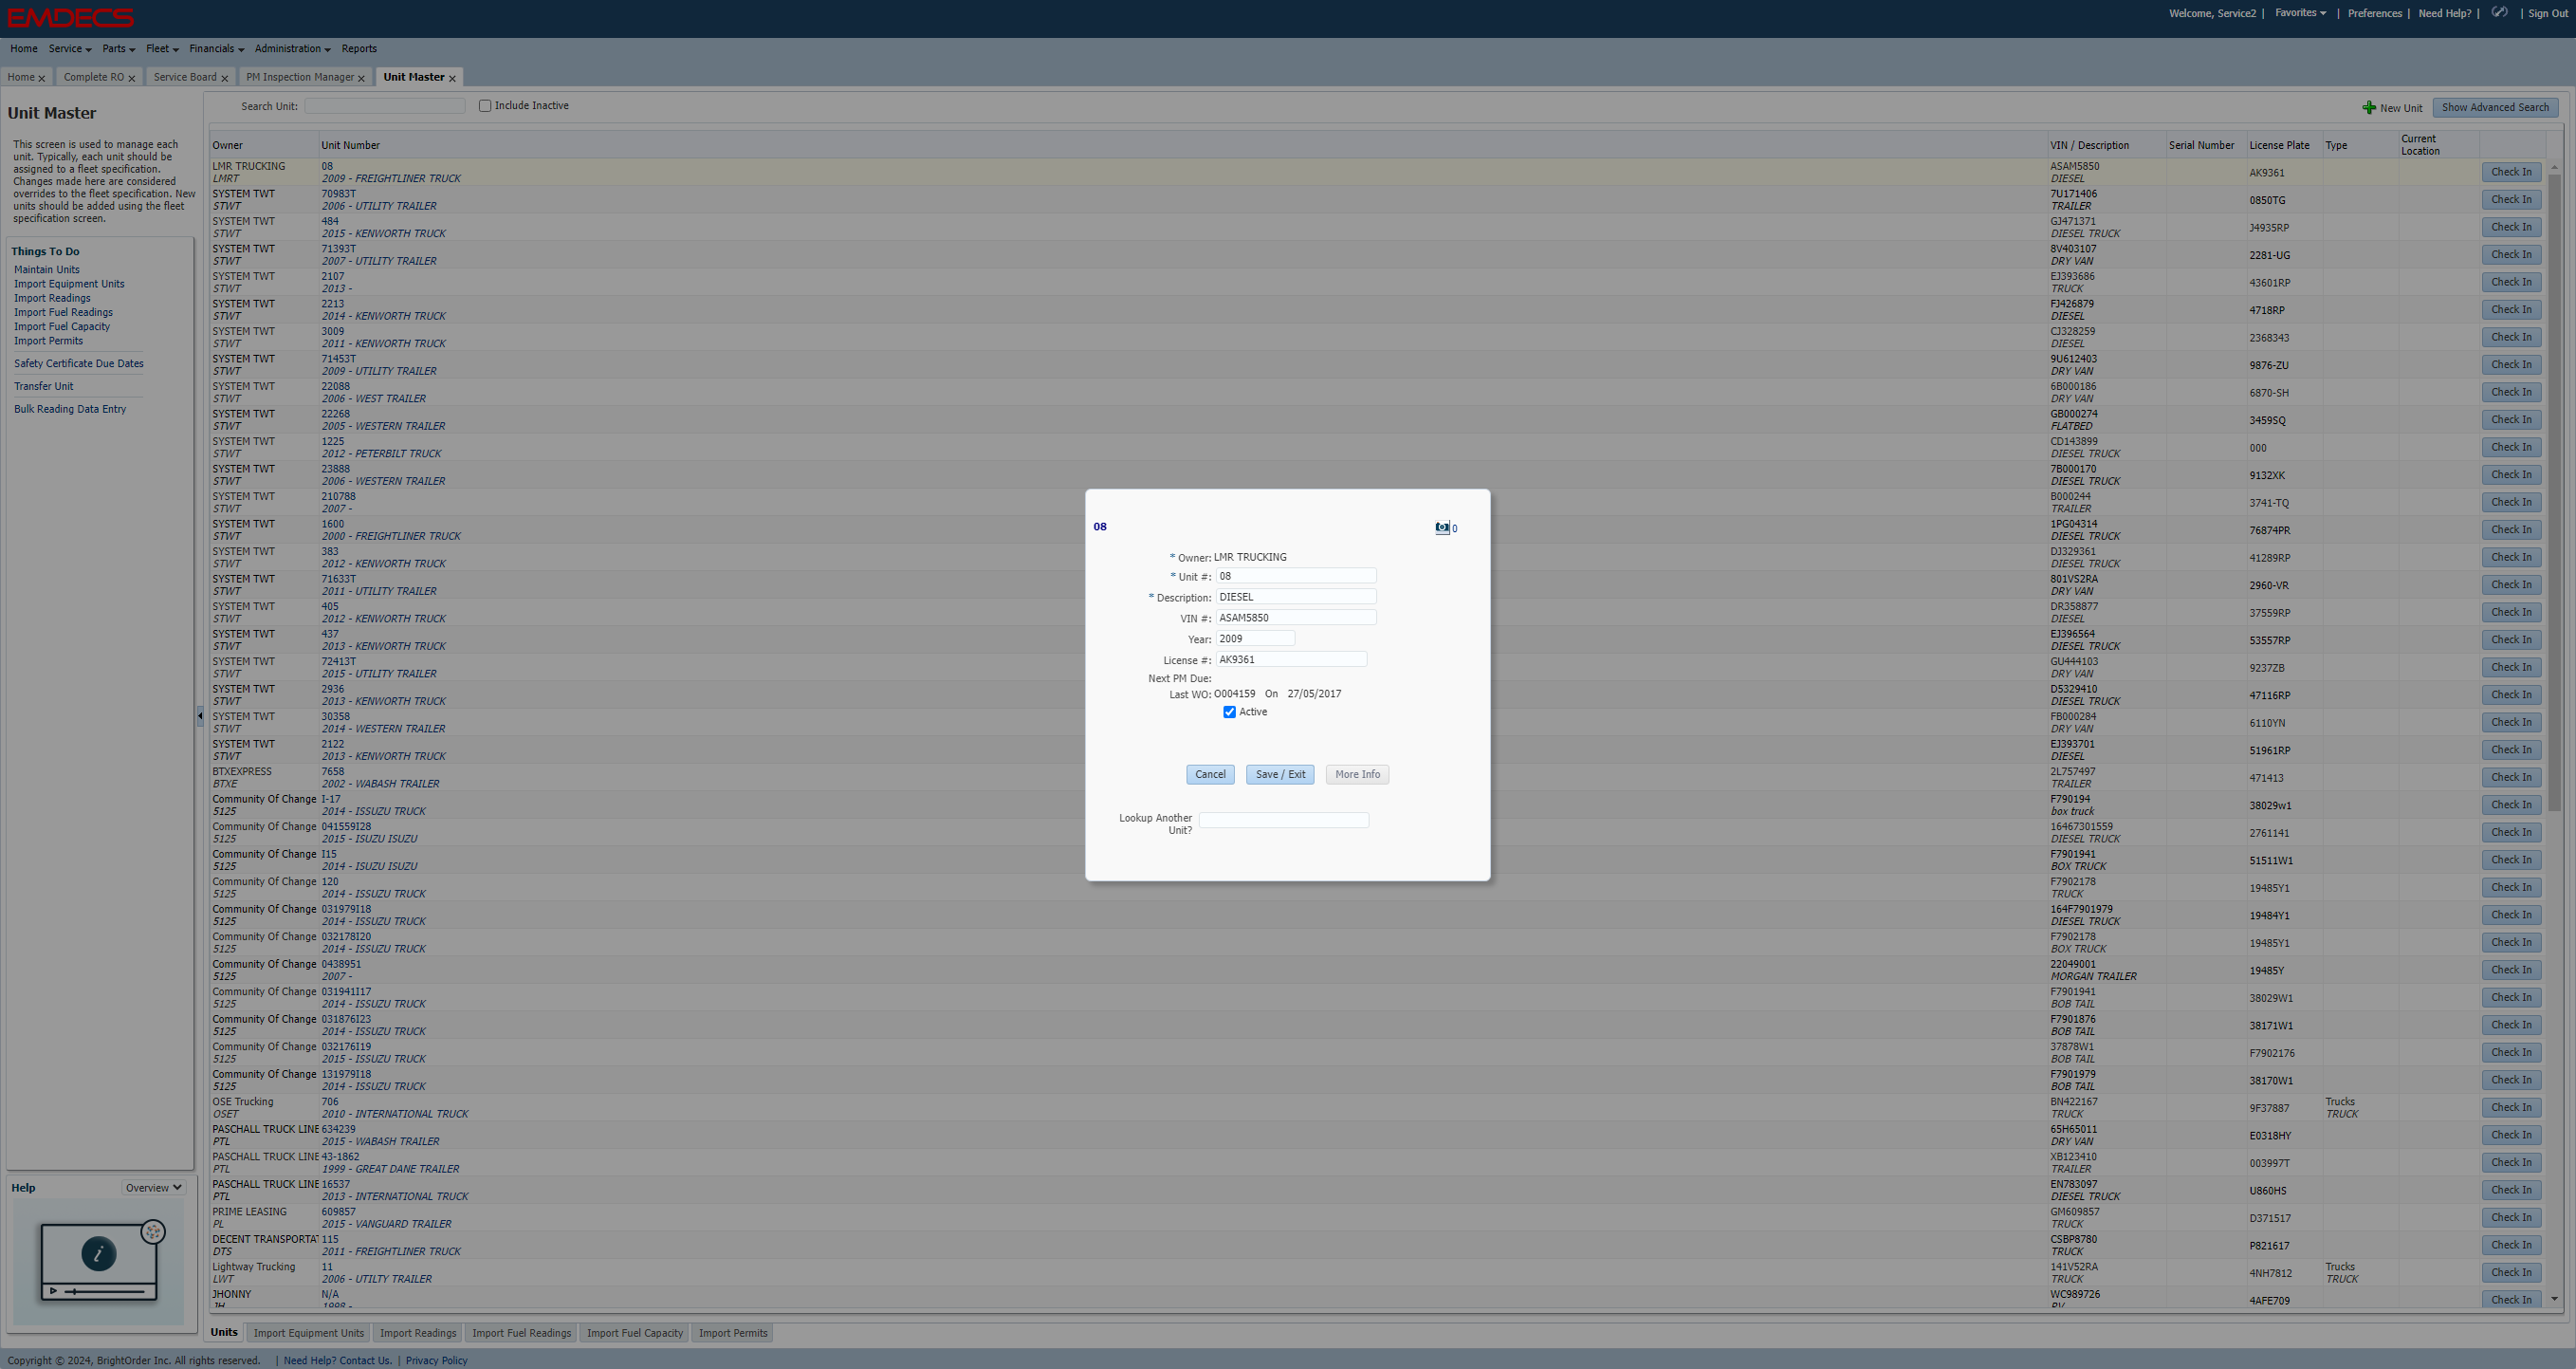 EMDECS
Welcome, Service2 | Favorites | Preferences | Need Help? | | Sign Out
Home Service Parts Fleet Financials Administration Reports
Home Complete RO Service Board PM Inspection Manager Unit Master
Unit Master
This screen is used to manage each
unit. Typically, each unit should be
assigned to a fleet specification.
Changes made here are considered
overrides to the fleet specification. New
units should be added using the fleet
specification screen.
Things To Do
Maintain Units
Import Equipment Units
Import Readings
Import Fuel Readings
Import Fuel Capacity
Import Permits
Safety Certificate Due Dates
Transfer Unit
Bulk Reading Data Entry
Help Overview
Search Unit: Include Inactive New Unit Show Advanced Search
Owner Unit Number VIN / Description Serial Number License Plate Type Current
Location
LMR TRUCKING 08 ASAM5850 AK9361 Check In
LMRT 2009 - FREIGHTLINER TRUCK DIESEL
SYSTEM TWT 70983T 7U171406 0850TG Check In
STWT 2006 - UTILITY TRAILER TRAILER
SYSTEM TWT 484 GJ471371 J4935RP Check In
STWT 2015 - KENWORTH TRUCK DIESEL TRUCK
SYSTEM TWT 71393T 8V403107 2281-UG Check In
STWT 2007 - UTILITY TRAILER DRY VAN
SYSTEM TWT 2107 EJ393686 43601RP Check In
STWT 2013 - TRUCK
SYSTEM TWT 2213 FJ426879 4718RP Check In
STWT 2014 - KENWORTH TRUCK DIESEL
SYSTEM TWT 3009 CJ328259 2368343 Check In
STWT 2011 - KENWORTH TRUCK DIESEL
SYSTEM TWT 71453T 9U612403 9876-ZU Check In
STWT 2009 - UTILITY TRAILER DRY VAN
SYSTEM TWT 22088 6B000186 6870-SH Check In
STWT 2006 - WEST TRAILER DRY VAN
SYSTEM TWT 22268 GB000274 3459SQ Check In
STWT 2005 - WESTERN TRAILER FLATBED
SYSTEM TWT 1225 CD143899 000 Check In
STWT 2012 - PETERBILT TRUCK DIESEL TRUCK
SYSTEM TWT 23888 7B000170 9132XK Check In
STWT 2006 - WESTERN TRAILER DIESEL TRUCK
SYSTEM TWT 210788 B000244 3741-TQ Check In
STWT 2007 - TRAILER
SYSTEM TWT 1600 1PG04314 76874PR Check In
STWT 2000 - FREIGHTLINER TRUCK DIESEL TRUCK
SYSTEM TWT 383 DJ329361 41289RP Check In
STWT 2012 - KENWORTH TRUCK DIESEL TRUCK
SYSTEM TWT 71633T 801VS2RA 2960-VR Check In
STWT 2011 - UTILITY TRAILER DRY VAN
SYSTEM TWT 405 DR358877 37559RP Check In
STWT 2012 - KENWORTH TRUCK DIESEL
SYSTEM TWT 437 EJ396564 53557RP Check In
STWT 2013 - KENWORTH TRUCK DIESEL TRUCK
SYSTEM TWT 72413T GU444103 9237ZB Check In
STWT 2015 - UTILITY TRAILER DRY VAN
SYSTEM TWT 2936 D5329410 47116RP Check In
STWT 2013 - KENWORTH TRUCK DIESEL TRUCK
SYSTEM TWT 30358 FB000284 6110YN Check In
STWT 2014 - WESTERN TRAILER DRY VAN
SYSTEM TWT 2122 EJ393701 51961RP Check In
STWT 2013 - KENWORTH TRUCK DIESEL
BTXEXPRESS 7658 2L757497 471413 Check In
BTXE 2002 - WABASH TRAILER TRAILER
Community Of Change I-17 F790194 38029w1 Check In
5125 2014 - ISSUZU TRUCK box truck
Community Of Change 041559I28 16467301559 2761141 Check In
5125 2015 - ISUZU ISUZU DIESEL TRUCK
Community Of Change I15 F7901941 51511W1 Check In
5125 2014 - ISUZU ISUZU BOX TRUCK
Community Of Change 120 F7902178 19485Y1 Check In
5125 2014 - ISSUZU TRUCK TRUCK
Community Of Change 031979I18 164F7901979 19484Y1 Check In
5125 2014 - ISSUZU TRUCK DIESEL TRUCK
Community Of Change 032178I20 F7902178 19485Y1 Check In
5125 2014 - ISSUZU TRUCK BOX TRUCK
Community Of Change 0438951 22049001 19485Y Check In
5125 2007 - MORGAN TRAILER
Community Of Change 031941I17 F7901941 38029W1 Check In
5125 2014 - ISSUZU TRUCK BOB TAIL
Community Of Change 031876I23 F7901876 38171W1 Check In
5125 2014 - ISSUZU TRUCK BOB TAIL
Community Of Change 032176I19 37878W1 F7902176 Check In
5125 2015 - ISSUZU TRUCK BOB TAIL
Community Of Change 131979I18 F7901979 38170W1 Check In
5125 2014 - ISSUZU TRUCK BOB TAIL
OSE Trucking 706 BN422167 9F37887 Trucks Check In
OSET 2010 - INTERNATIONAL TRUCK TRUCK TRUCK
PASCHALL TRUCK LINE 634239 65H65011 E0318HY Check In
PTL 2015 - WABASH TRAILER DRY VAN
PASCHALL TRUCK LINE 43-1862 XB123410 003997T Check In
PTL 1999 - GREAT DANE TRAILER TRAILER
PASCHALL TRUCK LINE 16537 EN783097 U860HS Check In
PTL 2013 - INTERNATIONAL TRUCK DIESEL TRUCK
PRIME LEASING 609857 GM609857 D371517 Check In
PL 2015 - VANGUARD TRAILER TRUCK
DECENT TRANSPORTAT 115 CSBP8780 P821617 Check In
DTS 2011 - FREIGHTLINER TRUCK TRUCK
Lightway Trucking 11 141V52RA 4NH7812 Trucks Check In
LWT 2006 - UTILTY TRAILER TRUCK TRUCK
JHONNY N/A WC989726 4AFE709 Check In
JH 1998 - RV
08 0
* Owner: LMR TRUCKING
* Unit #: 08
* Description: DIESEL
VIN #: ASAM5850
Year: 2009
License #: AK9361
Next PM Due:
Last WO: O004159 On 27/05/2017
Active
Cancel Save / Exit More Info
Lookup Another
Unit?
Units Import Equipment Units Import Readings Import Fuel Readings Import Fuel Capacity Import Permits
Copyright © 2024, BrightOrder Inc. All rights reserved. | Need Help? Contact Us. | Privacy Policy